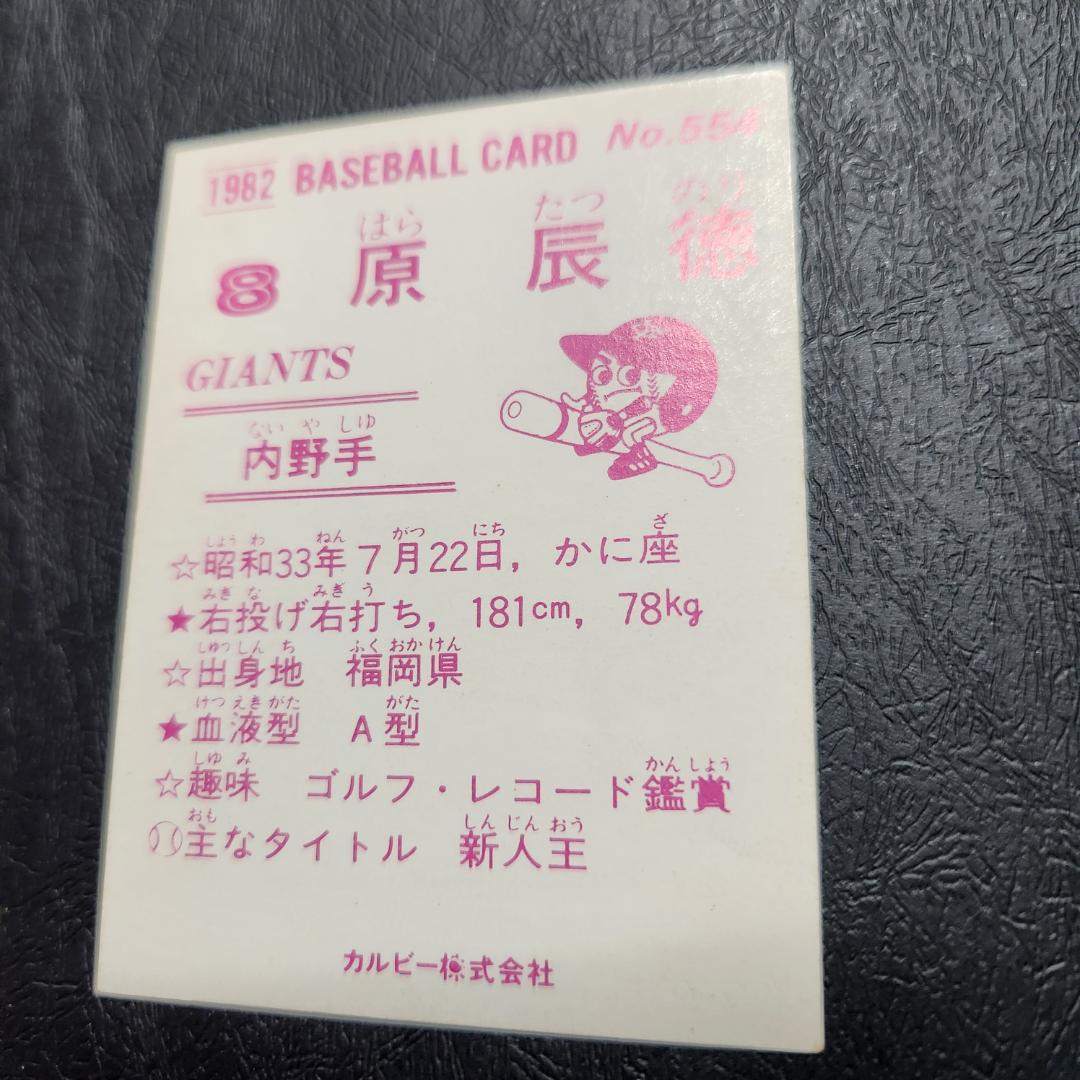 1982 BASEBALL CARD No.554
はら たつ のり
8 原 辰 徳
GIANTS
ない や しゆ
内野手
しよう わ ねん がつ にち ざ
☆昭和33年7月22日，かに座
みぎ な みぎ う
★右投げ右打ち，181cm，78kg
しゆつ しん ち ふく おか けん
☆出身地 福岡県
けつ えき がた がた
★血液型 A型
しゆ み かん しよう
☆趣味 ゴルフ・レコード鑑賞
おも しん じん おう
主なタイトル 新人王
カルビー株式会社